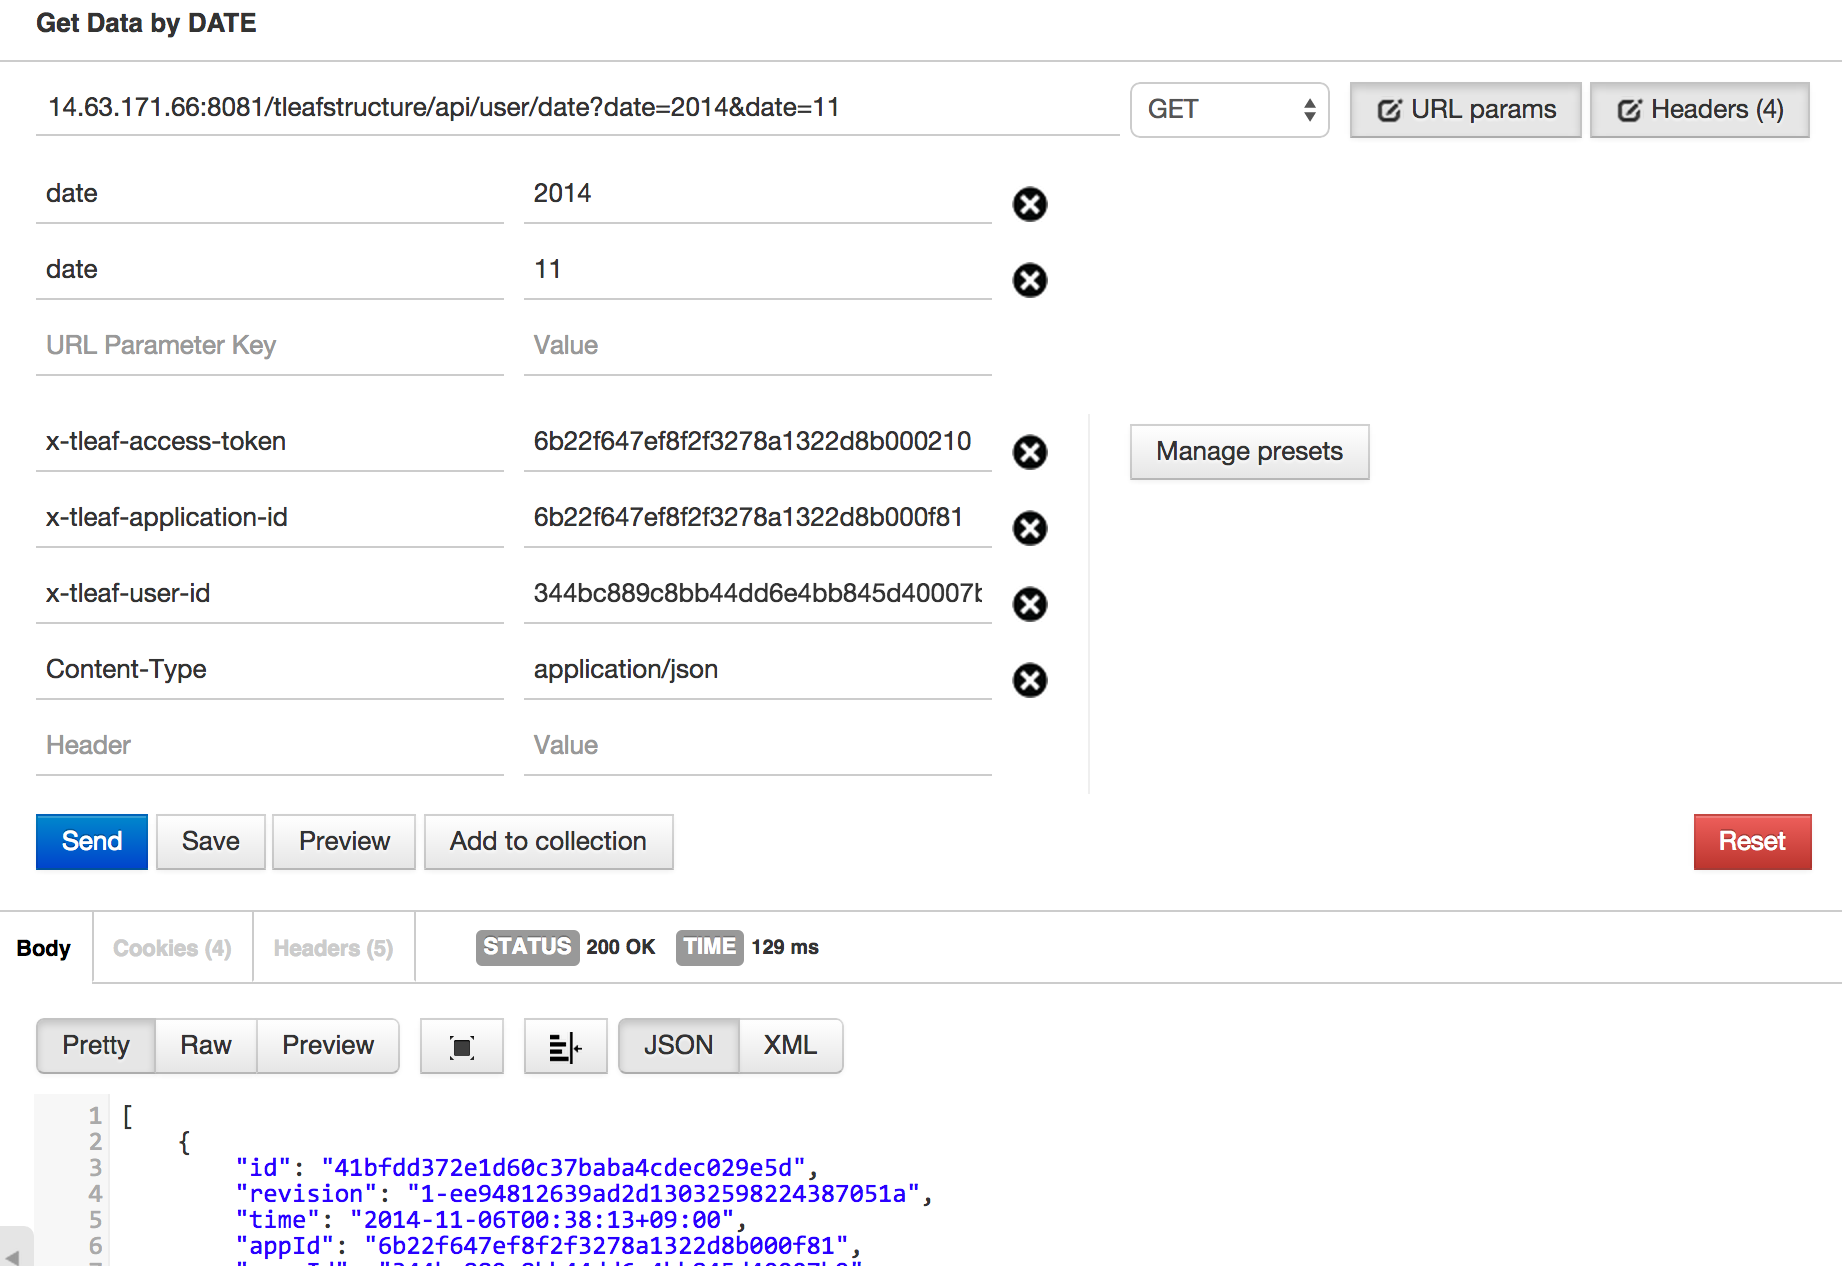 Get Data by DATE
14.63.171.66:8081/tleafstructure/api/user/date?date=2014&date=11 GET URL params Headers (4)
date 2014
date 11
URL Parameter Key Value
x-tleaf-access-token 6b22f647ef8f2f3278a1322d8b000210
Manage presets
x-tleaf-application-id 6b22f647ef8f2f3278a1322d8b000f81
x-tleaf-user-id 344bc889c8bb44dd6e4bb845d40007b
Content-Type application/json
Header Value
Send Save Preview Add to collection Reset
Body Cookies (4) Headers (5) STATUS 200 OK TIME 129 ms
Pretty Raw Preview JSON XML
1 [
2 {
3 "id": "41bfdd372e1d60c37baba4cdec029e5d",
4 "revision": "1-ee94812639ad2d13032598224387051a",
5 "time": "2014-11-06T00:38:13+09:00",
6 "appId": "6b22f647ef8f2f3278a1322d8b000f81",